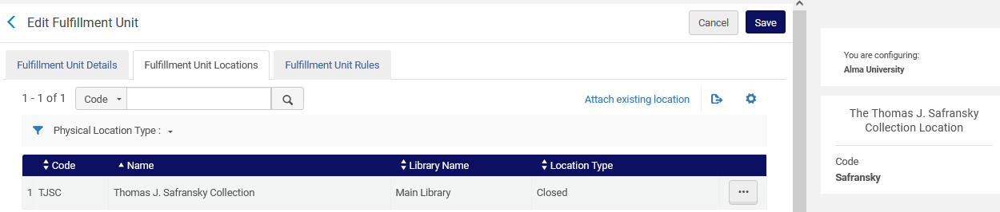 Edit Fulfillment Unit
Cancel
Save
Fulfillment Unit Details
Fulfillment Unit Locations
Fulfillment Unit Rules
1 - 1 of 1
Code
Attach existing location
Physical Location Type :
Code Name Library Name Location Type
1 TJSC Thomas J. Safransky Collection Main Library Closed
You are configuring:
Alma University
The Thomas J. Safransky
Collection Location
Code
Safransky